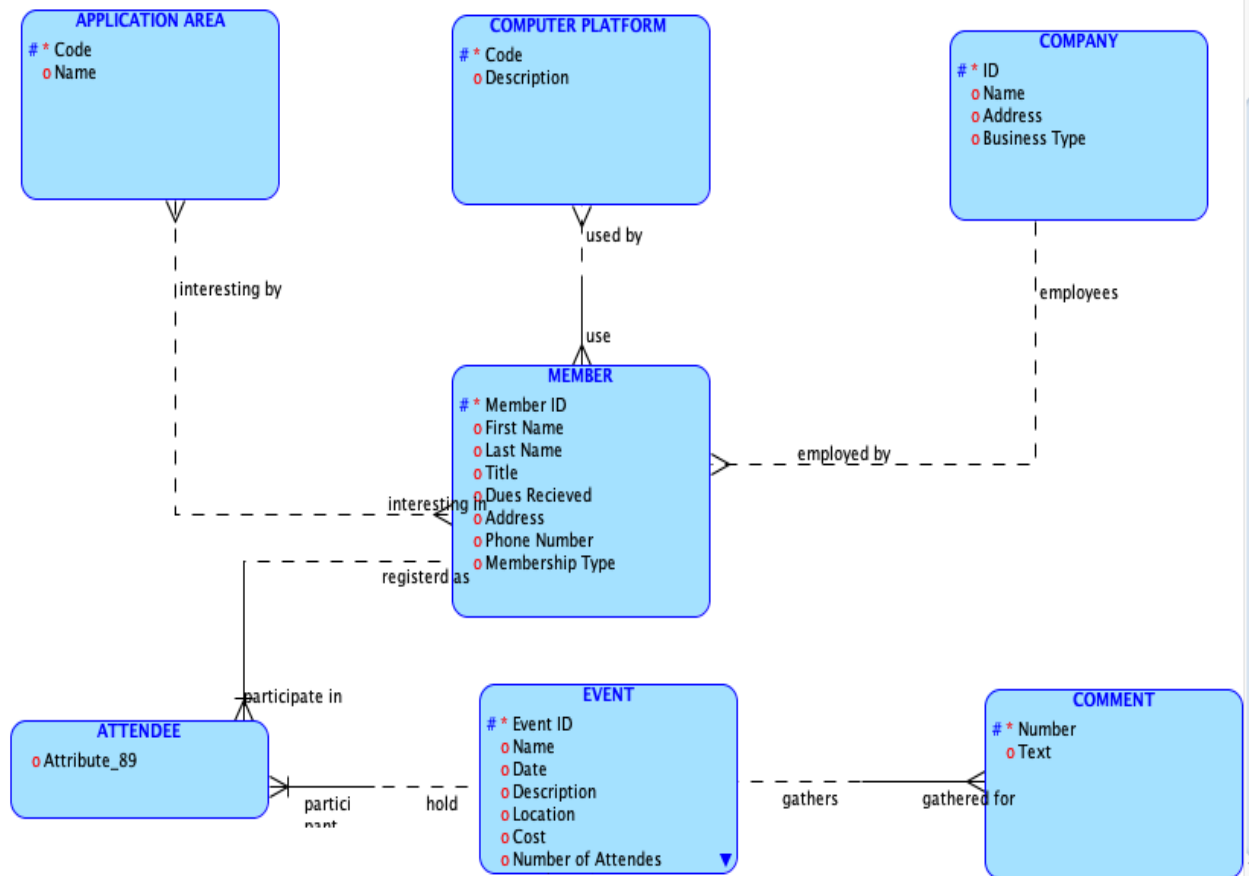 APPLICATION AREA
# * Code
o Name
COMPUTER PLATFORM
# * Code
o Description
COMPANY
# * ID
o Name
o Address
o Business Type
interesting by
used by
use
employees
employed by
interesting in
MEMBER
# * Member ID
o First Name
o Last Name
o Title
o Dues Recieved
o Address
o Phone Number
o Membership Type
registerd as
participate in
ATTENDEE
o Attribute_89
partici
pant
hold
EVENT
# * Event ID
o Name
o Date
o Description
o Location
o Cost
o Number of Attendes
gathers
gathered for
COMMENT
# * Number
o Text